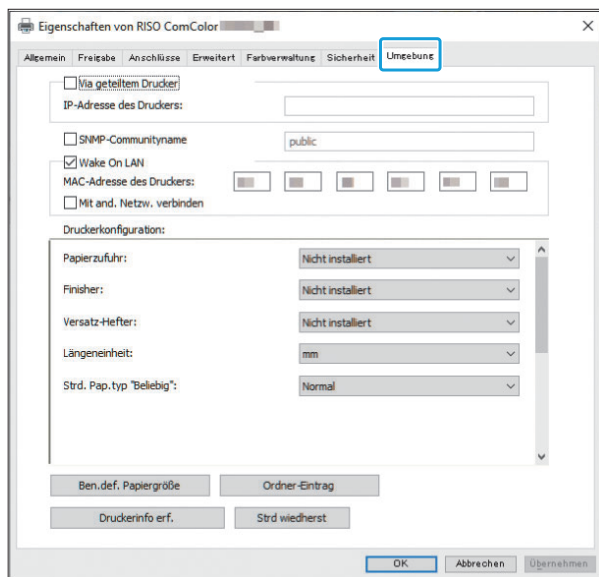 Eigenschaften von RISO ComColor
Allgemein Freigabe Anschlüsse Erweitert Farbverwaltung Sicherheit Umgebung
Via geteiltem Drucker
IP-Adresse des Druckers:
SNMP-Communityname public
Wake On LAN
MAC-Adresse des Druckers:
Mit and. Netzw. verbinden
Druckerkonfiguration:
Papierzufuhr: Nicht installiert
Finisher: Nicht installiert
Versatz-Hefter: Nicht installiert
Längeneinheit: mm
Strd. Pap.typ "Beliebig": Normal
Ben.def. Papiergröße Ordner-Eintrag
Druckerinfo erf. Strd wiedherst
OK Abbrechen Übernehmen